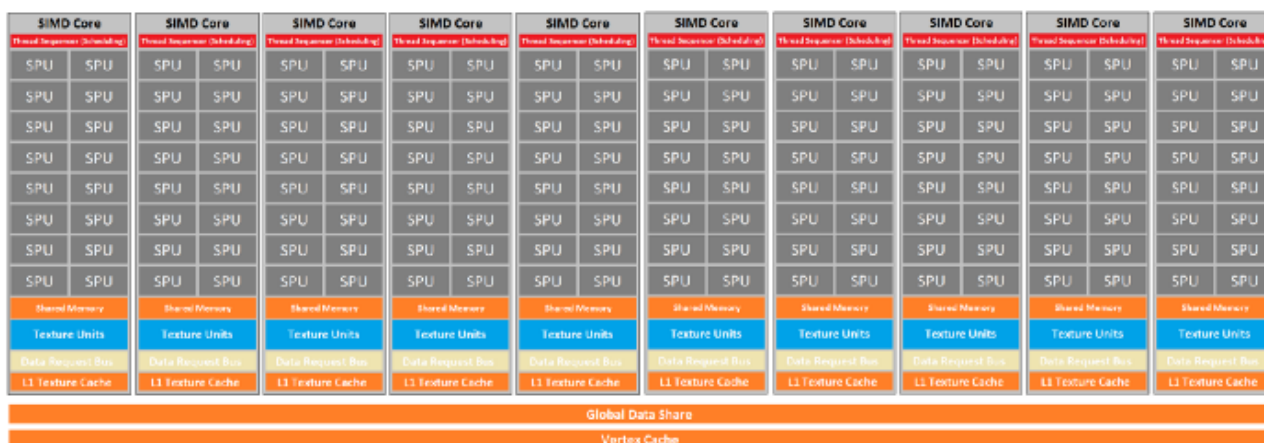 SIMD Core SIMD Core SIMD Core SIMD Core SIMD Core SIMD Core SIMD Core SIMD Core SIMD Core SIMD Core
Thread Sequencer (Scheduling) Thread Sequencer (Scheduling) Thread Sequencer (Scheduling) Thread Sequencer (Scheduling) Thread Sequencer (Scheduling) Thread Sequencer (Scheduling) Thread Sequencer (Scheduling) Thread Sequencer (Scheduling) Thread Sequencer (Scheduling) Thread Sequencer (Scheduling)
SPU SPU SPU SPU SPU SPU SPU SPU SPU SPU SPU SPU SPU SPU SPU SPU SPU SPU SPU SPU
SPU SPU SPU SPU SPU SPU SPU SPU SPU SPU SPU SPU SPU SPU SPU SPU SPU SPU SPU SPU
SPU SPU SPU SPU SPU SPU SPU SPU SPU SPU SPU SPU SPU SPU SPU SPU SPU SPU SPU SPU
SPU SPU SPU SPU SPU SPU SPU SPU SPU SPU SPU SPU SPU SPU SPU SPU SPU SPU SPU SPU
SPU SPU SPU SPU SPU SPU SPU SPU SPU SPU SPU SPU SPU SPU SPU SPU SPU SPU SPU SPU
SPU SPU SPU SPU SPU SPU SPU SPU SPU SPU SPU SPU SPU SPU SPU SPU SPU SPU SPU SPU
SPU SPU SPU SPU SPU SPU SPU SPU SPU SPU SPU SPU SPU SPU SPU SPU SPU SPU SPU SPU
SPU SPU SPU SPU SPU SPU SPU SPU SPU SPU SPU SPU SPU SPU SPU SPU SPU SPU SPU SPU
Shared Memory Shared Memory Shared Memory Shared Memory Shared Memory Shared Memory Shared Memory Shared Memory Shared Memory Shared Memory
Texture Units Texture Units Texture Units Texture Units Texture Units Texture Units Texture Units Texture Units Texture Units Texture Units
Data Request Bus Data Request Bus Data Request Bus Data Request Bus Data Request Bus Data Request Bus Data Request Bus Data Request Bus Data Request Bus Data Request Bus
L1 Texture Cache L1 Texture Cache L1 Texture Cache L1 Texture Cache L1 Texture Cache L1 Texture Cache L1 Texture Cache L1 Texture Cache L1 Texture Cache L1 Texture Cache
Global Data Share
Vertex Cache